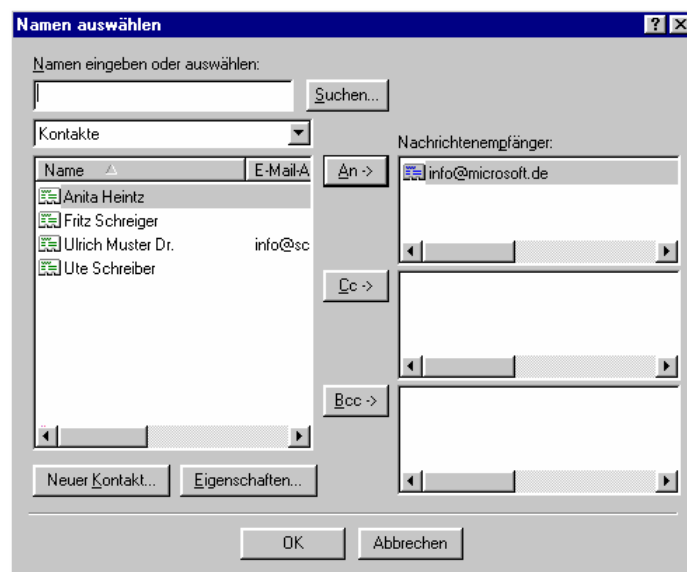 Namen auswählen
Namen eingeben oder auswählen:
Suchen...
Kontakte
Nachrichtenempfänger:
Name E-Mail-A
An ->
info@microsoft.de
Anita Heintz
Fritz Schreiger
Ulrich Muster Dr. info@sc
Ute Schreiber
Cc ->
Bcc ->
Neuer Kontakt...
Eigenschaften...
OK
Abbrechen